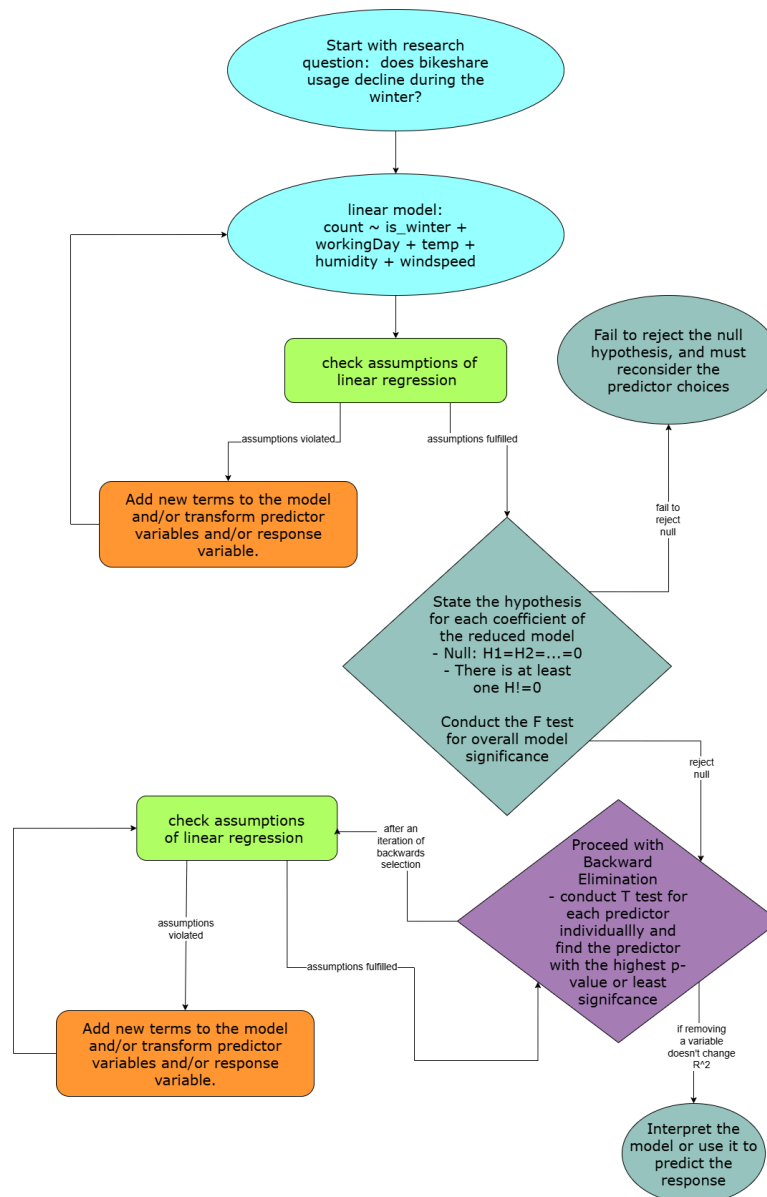 Start with research
question:  does bikeshare
usage decline during the
winter?
linear model:
count ~ is_winter +
workingDay + temp +
humidity + windspeed
check assumptions of
linear regression
assumptions violated
assumptions fulfilled
Add new terms to the model
and/or transform predictor
variables and/or response
variable.
Fail to reject the null
hypothesis, and must
reconsider the
predictor choices
fail to
reject
null
State the hypothesis
for each coefficient of
the reduced model
- Null: H1=H2=...=0
- There is at least
one H!=0
Conduct the F test
for overall model
significance
reject
null
check assumptions
of linear regression
after an
iteration of
backwards
selection
Proceed with
Backward
Elimination
- conduct T test for
each predictor
individuallly and
find the predictor
with the highest p-
value or least
signifcance
assumptions
violated
assumptions fulfilled
Add new terms to the model
and/or transform predictor
variables and/or response
variable.
if removing
a variable
doesn't change
R^2
Interpret the
model or use it to
predict the
response